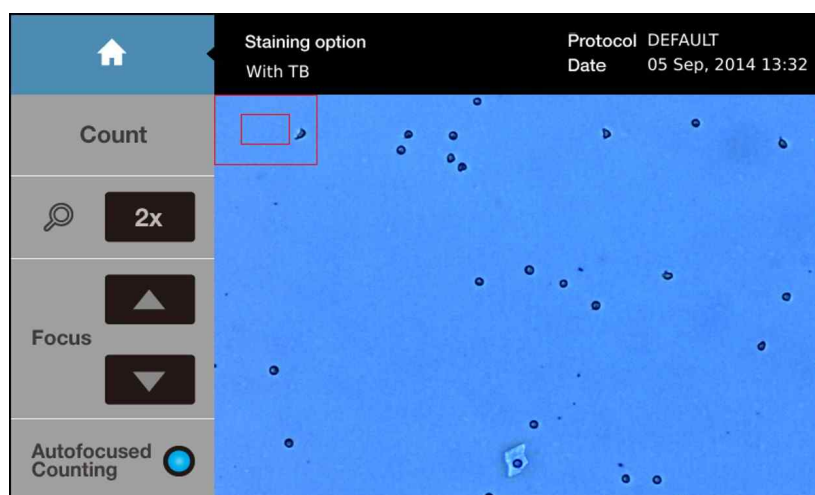 Staining option
With TB
Protocol DEFAULT
Date 05 Sep, 2014 13:32
Count
2x
Focus
Autofocused
Counting